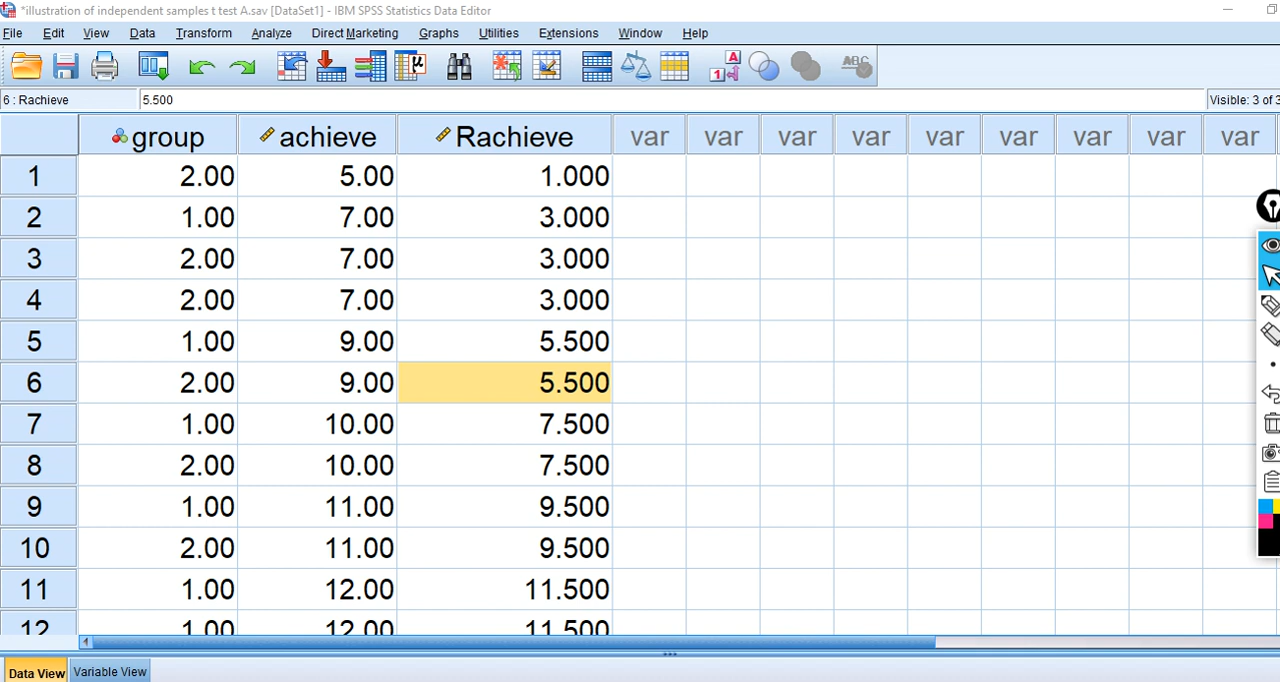 *illustration of independent samples t test A.sav [DataSet1] - IBM SPSS Statistics Data Editor
File Edit View Data Transform Analyze Direct Marketing Graphs Utilities Extensions Window Help
6 : Rachieve 5.500 Visible: 3 of 3
group achieve Rachieve var var var var var var var var var
1 2.00 5.00 1.000
2 1.00 7.00 3.000
3 2.00 7.00 3.000
4 2.00 7.00 3.000
5 1.00 9.00 5.500
6 2.00 9.00 5.500
7 1.00 10.00 7.500
8 2.00 10.00 7.500
9 1.00 11.00 9.500
10 2.00 11.00 9.500
11 1.00 12.00 11.500
12 1.00 12.00 11.500
Data View Variable View